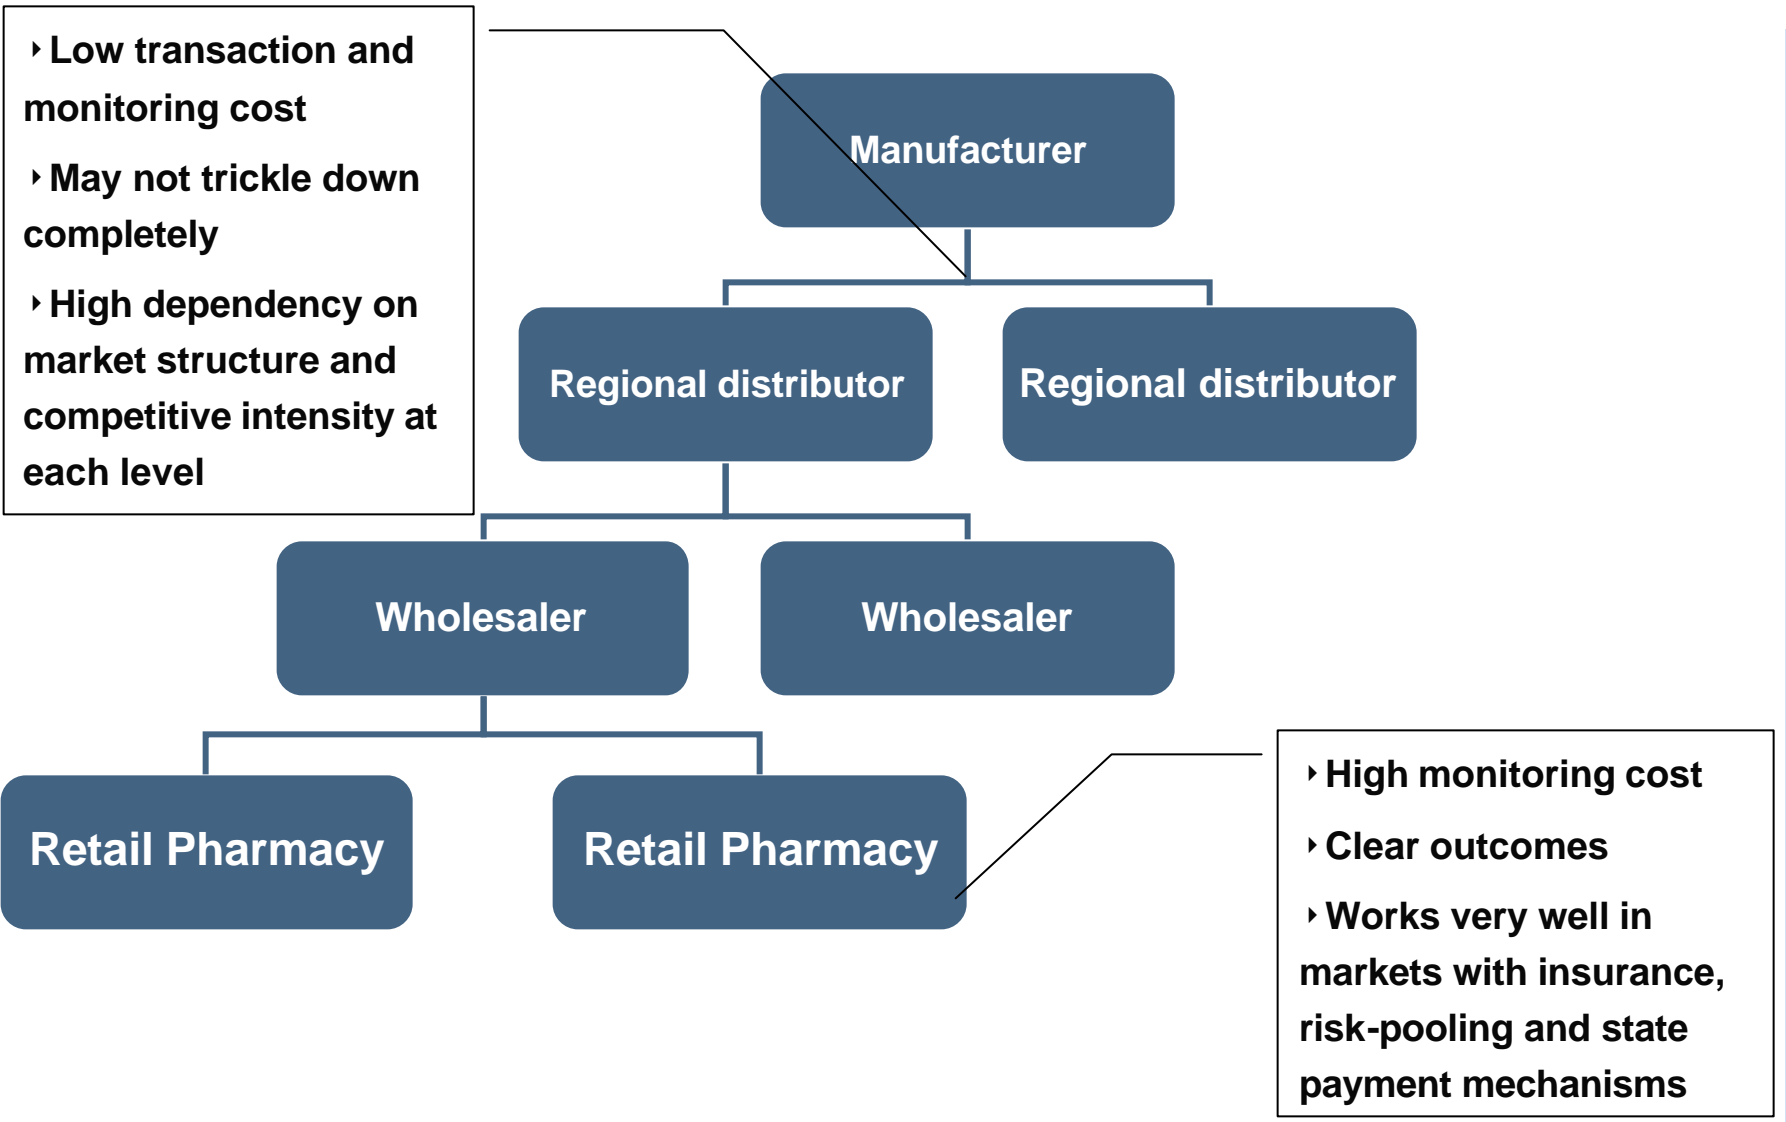 ‣Low transaction and
monitoring cost
‣May not trickle down
completely
‣High dependency on
market structure and
competitive intensity at
each level
Manufacturer
Regional distributor
Regional distributor
Wholesaler
Wholesaler
Retail Pharmacy
Retail Pharmacy
‣High monitoring cost
‣Clear outcomes
‣Works very well in
markets with insurance,
risk-pooling and state
payment mechanisms